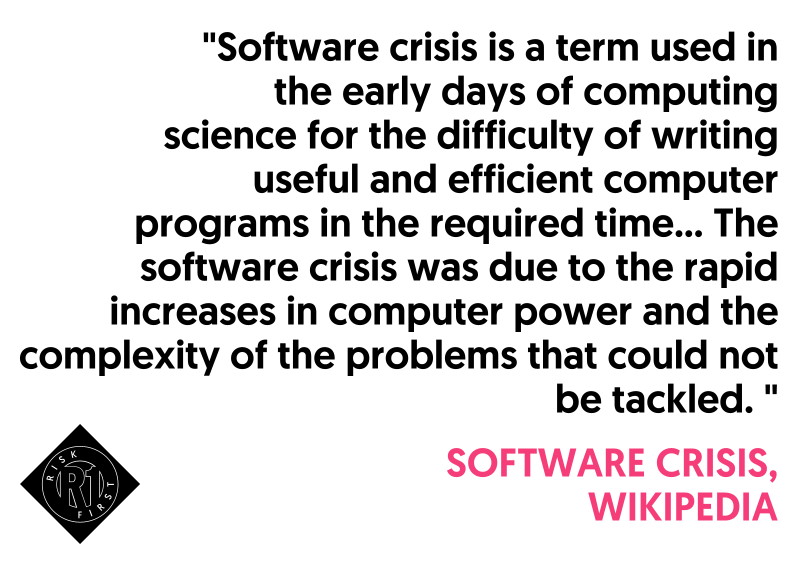 "Software crisis is a term used in
the early days of computing
science for the difficulty of writing
useful and efficient computer
programs in the required time... The
software crisis was due to the rapid
increases in computer power and the
complexity of the problems that could not
be tackled. "
SOFTWARE CRISIS,
WIKIPEDIA
RISK
R1
FIRST